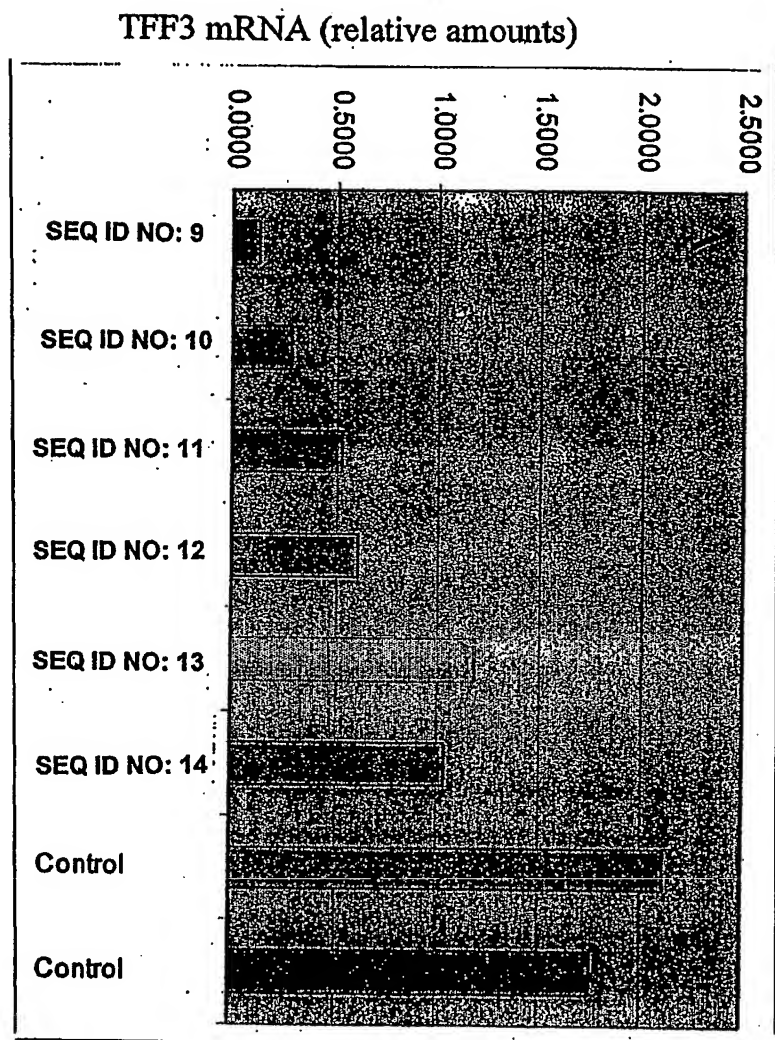 TFF3 mRNA (relative amounts)
0.0000
0.5000
1.0000
1.5000
2.0000
2.5000
SEQ ID NO: 9
SEQ ID NO: 10
SEQ ID NO: 11
SEQ ID NO: 12
SEQ ID NO: 13
SEQ ID NO: 14
Control
Control